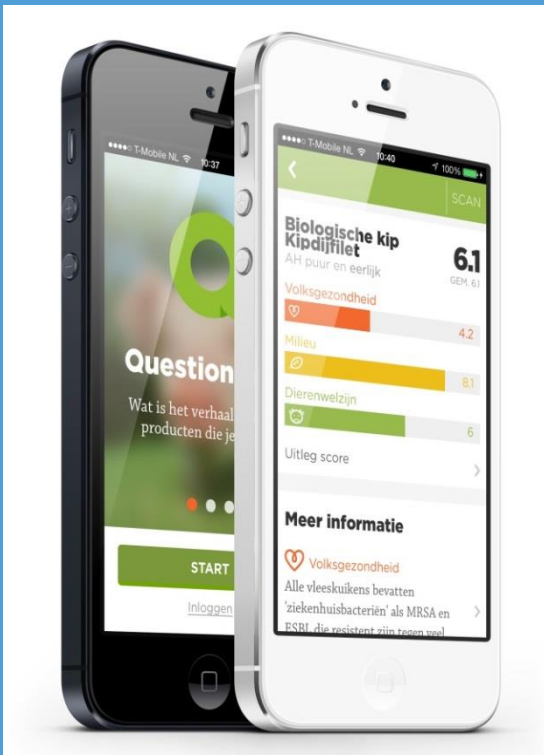 T-Mobile NL 10:37
Question
Wat is het verhaal
producten die je
START
Inloggen
T-Mobile NL 10:40 100%
SCAN
Biologische kip
Kipdijfilet
AH puur en eerlijk
6.1
GEM. 6.1
Volksgezondheid
4.2
Milieu
8.1
Dierenwelzijn
6
Uitleg score
Meer informatie
Volksgezondheid
Alle vleeskuikens bevatten
'ziekenhuisbacteriën' als MRSA en
ESBL die resistent zijn tegen veel